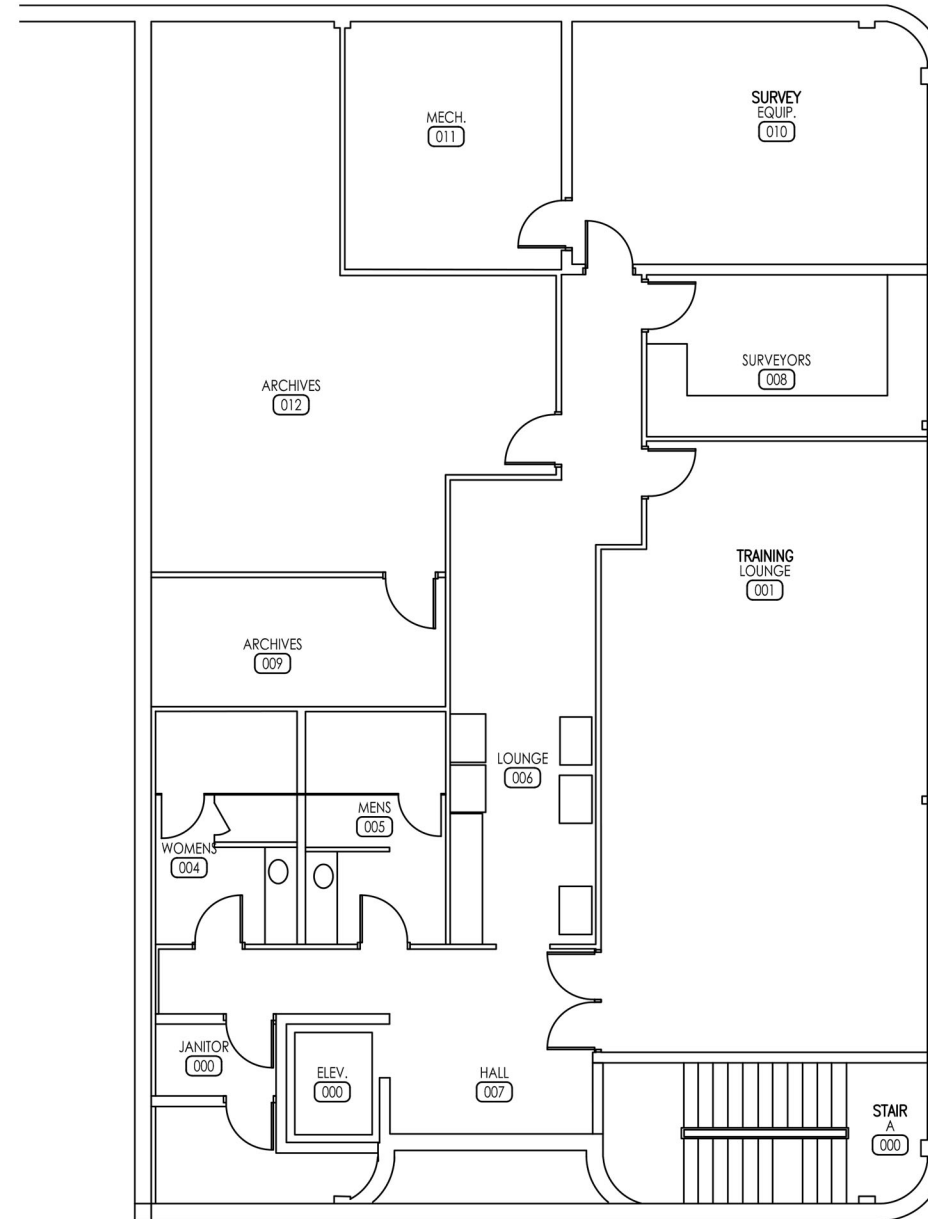 SURVEY
EQUIP.
010
MECH.
011
SURVEYORS
008
ARCHIVES
012
TRAINING
LOUNGE
001
ARCHIVES
009
LOUNGE
006
MENS
005
WOMENS
004
JANITOR
000
ELEV.
000
HALL
007
STAIR
A
000